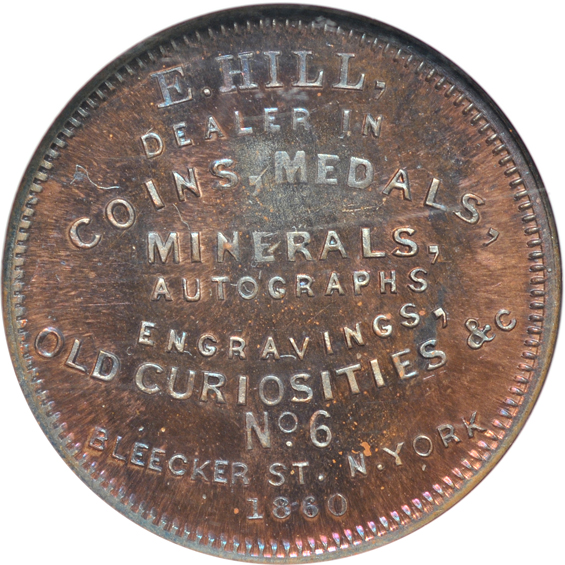 E. HILL,
DEALER IN
COINS, MEDALS,
MINERALS,
AUTOGRAPHS
ENGRAVINGS,
OLD CURIOSITIES &C
No. 6
BLEECKER ST. N. YORK
1860